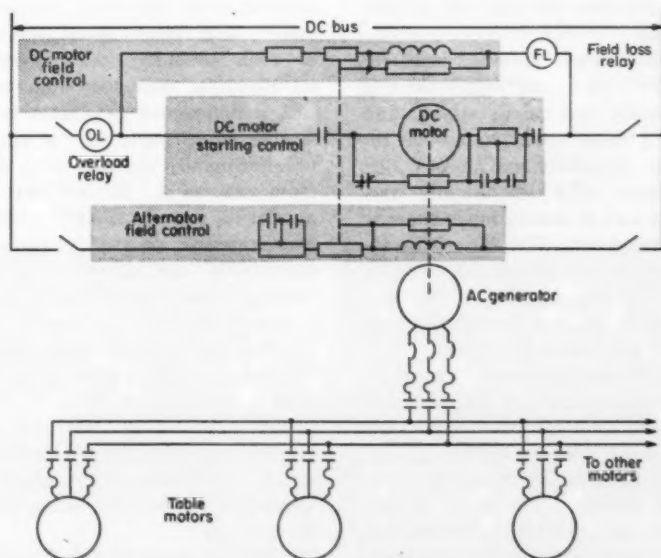 DC bus
DC motor
field
control
FL
Field loss
relay
OL
Overload
relay
DC motor
starting control
DC
motor
Alternator
field control
AC generator
Table
motors
To other
motors